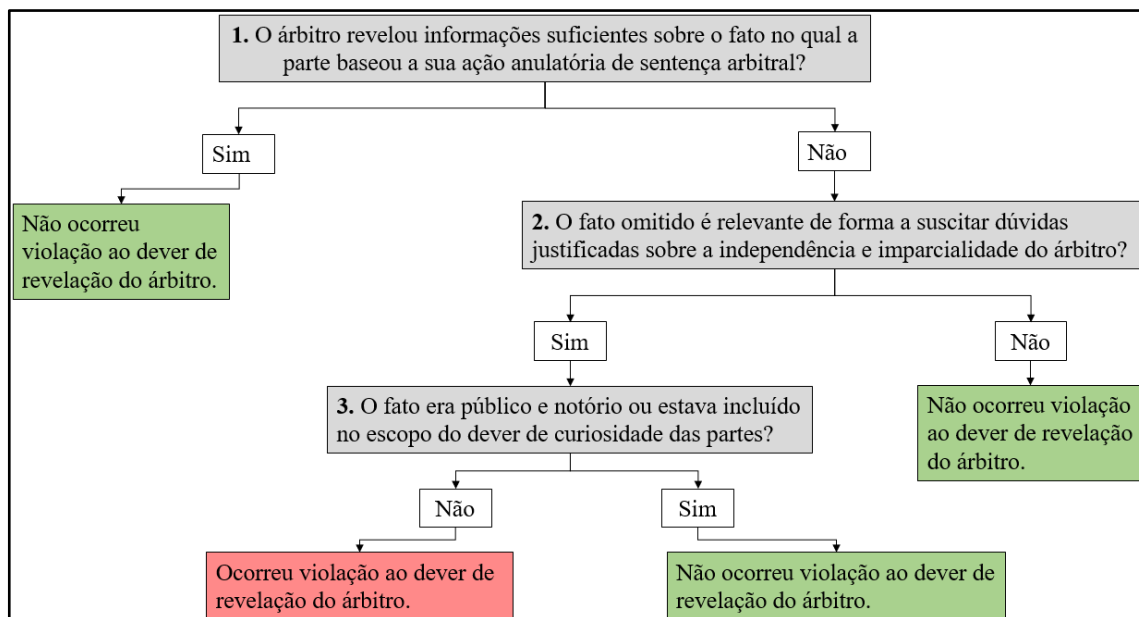 1. O árbitro revelou informações suficientes sobre o fato no qual a
parte baseou a sua ação anulatória de sentença arbitral?
Sim
Não
Não ocorreu
violação ao dever de
revelação do árbitro.
2. O fato omitido é relevante de forma a suscitar dúvidas
justificadas sobre a independência e imparcialidade do árbitro?
Sim
Não
3. O fato era público e notório ou estava incluído
no escopo do dever de curiosidade das partes?
Não ocorreu violação
ao dever de revelação
do árbitro.
Não
Sim
Ocorreu violação ao dever de
revelação do árbitro.
Não ocorreu violação ao dever de
revelação do árbitro.